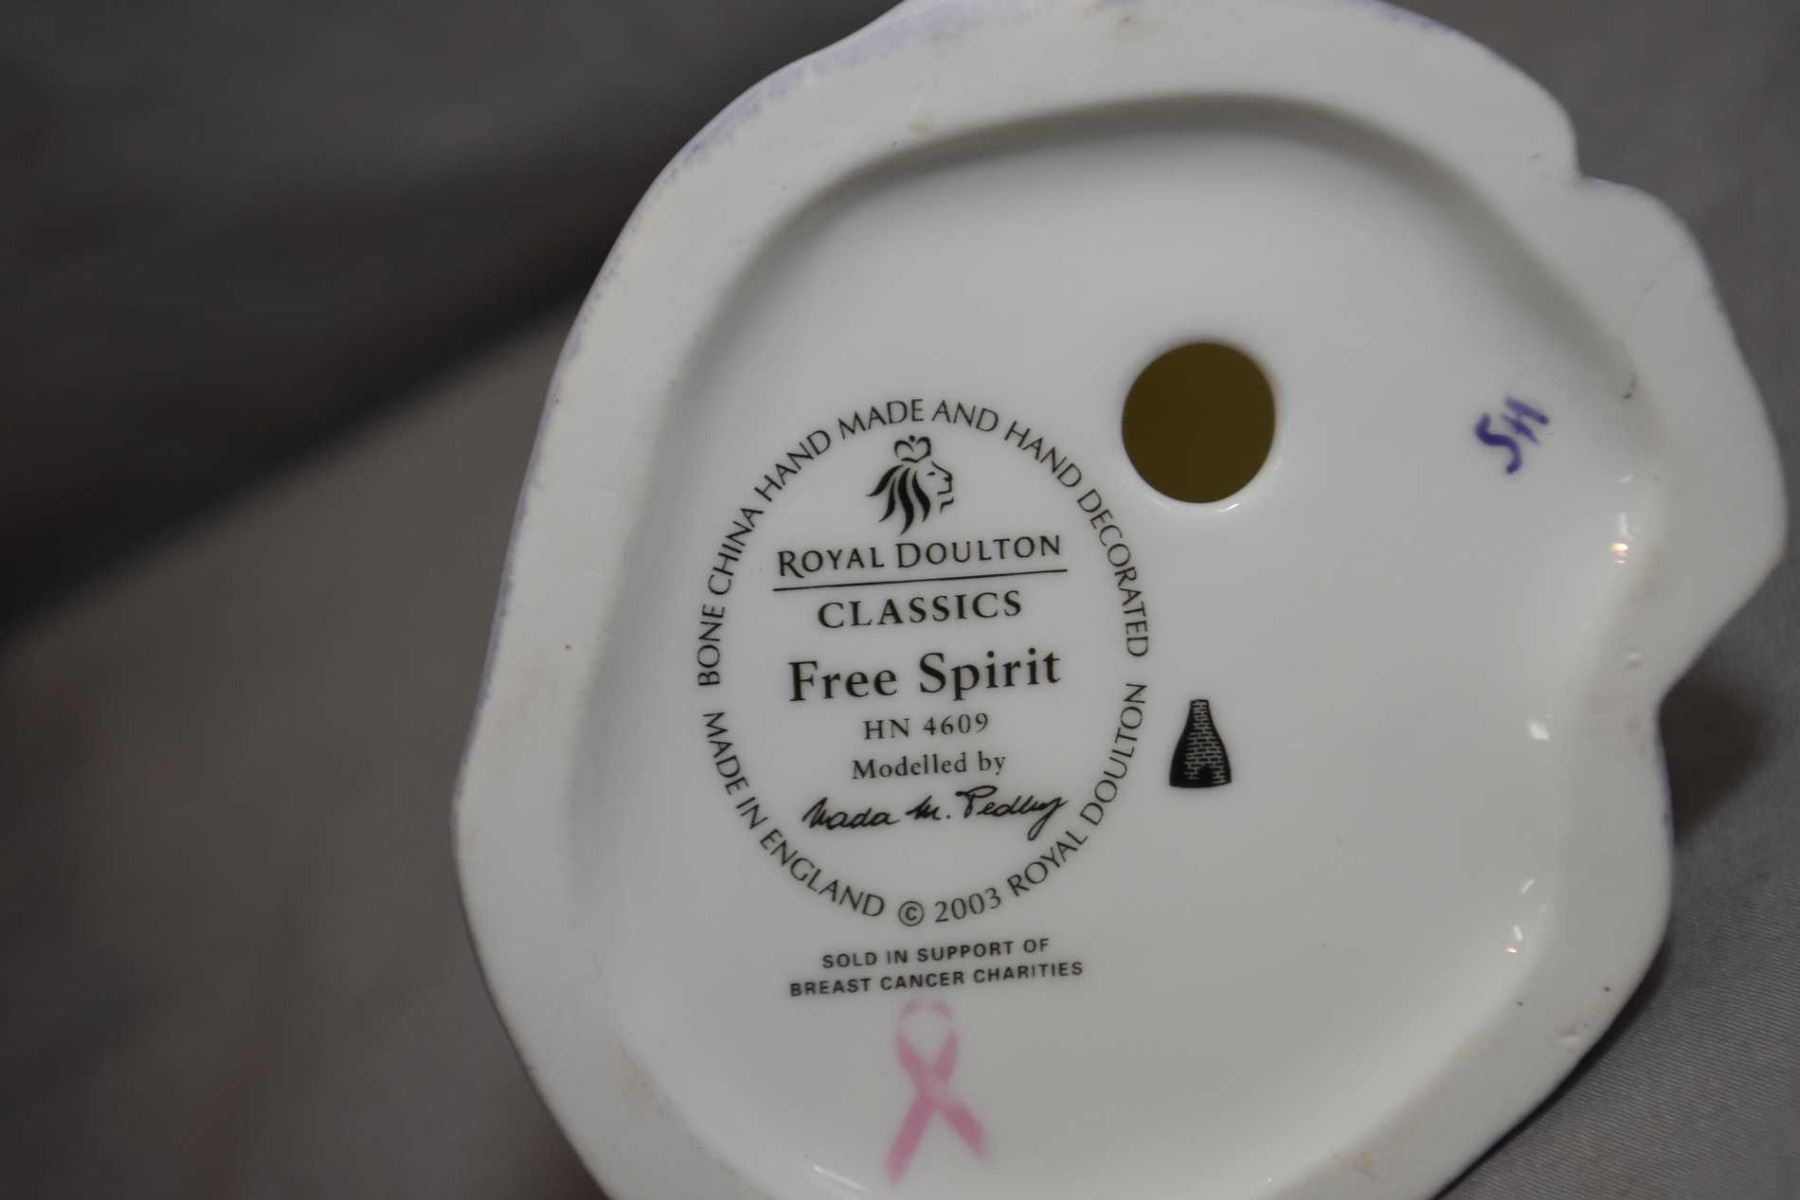 BONE CHINA HAND MADE AND HAND DECORATED
ROYAL DOULTON
CLASSICS
Free Spirit
HN 4609
Modelled by
Nada M. Pedley
MADE IN ENGLAND © 2003 ROYAL DOULTON
SOLD IN SUPPORT OF
BREAST CANCER CHARITIES
SH